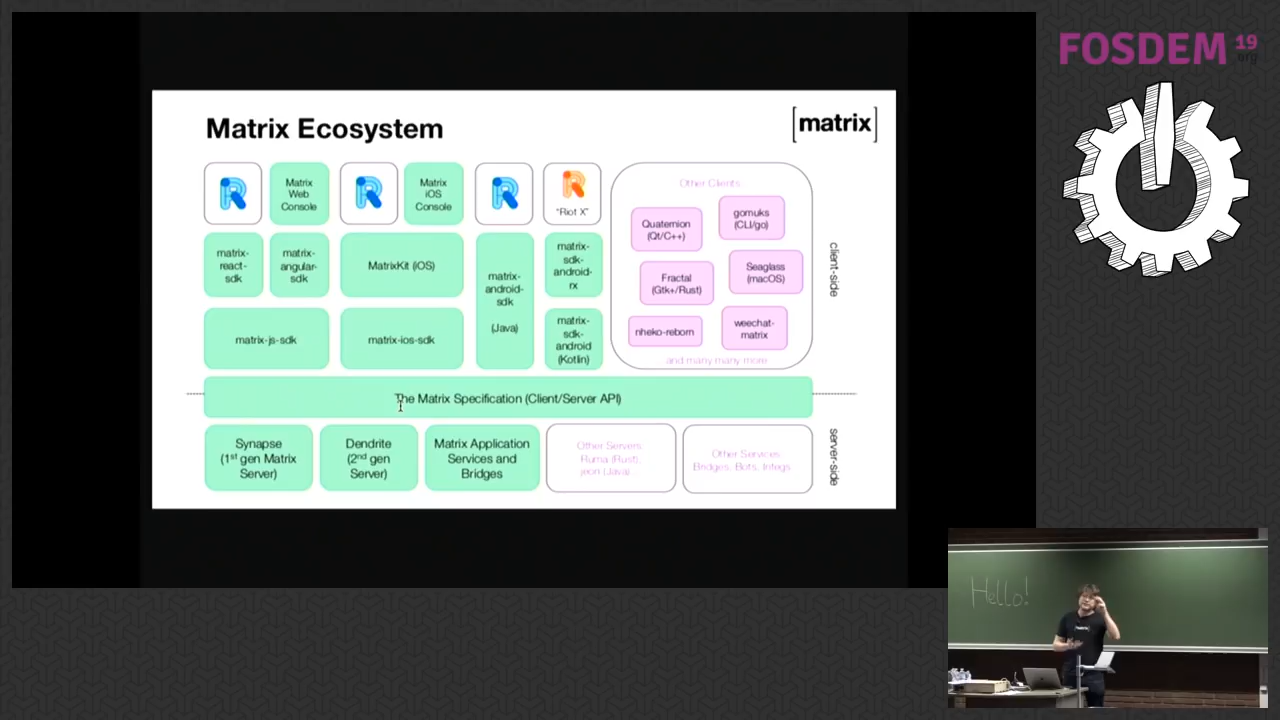 FOSDEM 19
.org
Matrix Ecosystem
[matrix]
Matrix
Web
Console
Matrix
iOS
Console
"Riot X"
matrix-
react-
sdk
matrix-
angular-
sdk
MatrixKit (iOS)
matrix-
android-
sdk
(Java)
matrix-
sdk-
android-
rx
matrix-js-sdk
matrix-ios-sdk
matrix-
sdk-
android
(Kotlin)
Other Clients:
Quaternion
(Qt/C++)
gomuks
(CLI/go)
Fractal
(Gtk+/Rust)
Seaglass
(macOS)
nheko-reborn
weechat-
matrix
and many many more
client-side
The Matrix Specification (Client/Server API)
Synapse
(1st gen Matrix
Server)
Dendrite
(2nd gen
Server)
Matrix Application
Services and
Bridges
Other Servers:
Ruma (Rust),
jeon (Java)
Other Services
Bridges, Bots, Integs
server-side
Hello!
[matrix]